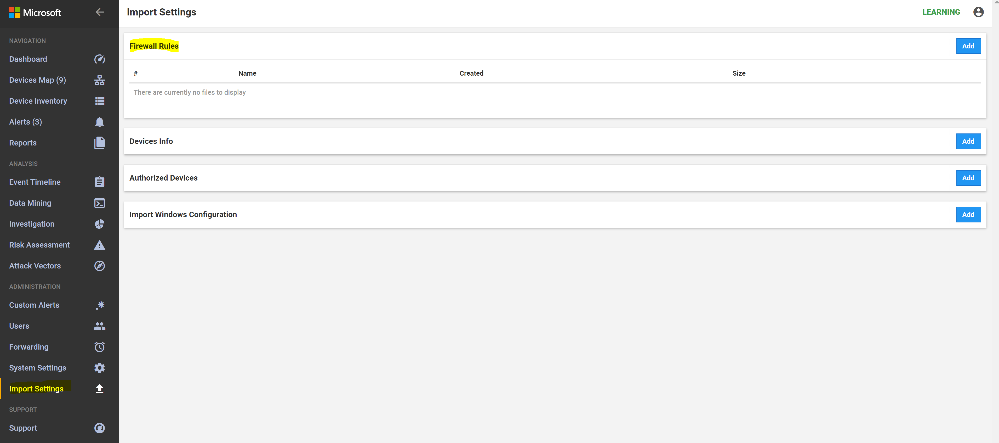 Microsoft
Import Settings
LEARNING
NAVIGATION
Dashboard
Devices Map (9)
Device Inventory
Alerts (3)
Reports
ANALYSIS
Event Timeline
Data Mining
Investigation
Risk Assessment
Attack Vectors
ADMINISTRATION
Custom Alerts
Users
Forwarding
System Settings
Import Settings
SUPPORT
Support
Firewall Rules
Add
# Name Created Size
There are currently no files to display
Devices Info
Add
Authorized Devices
Add
Import Windows Configuration
Add